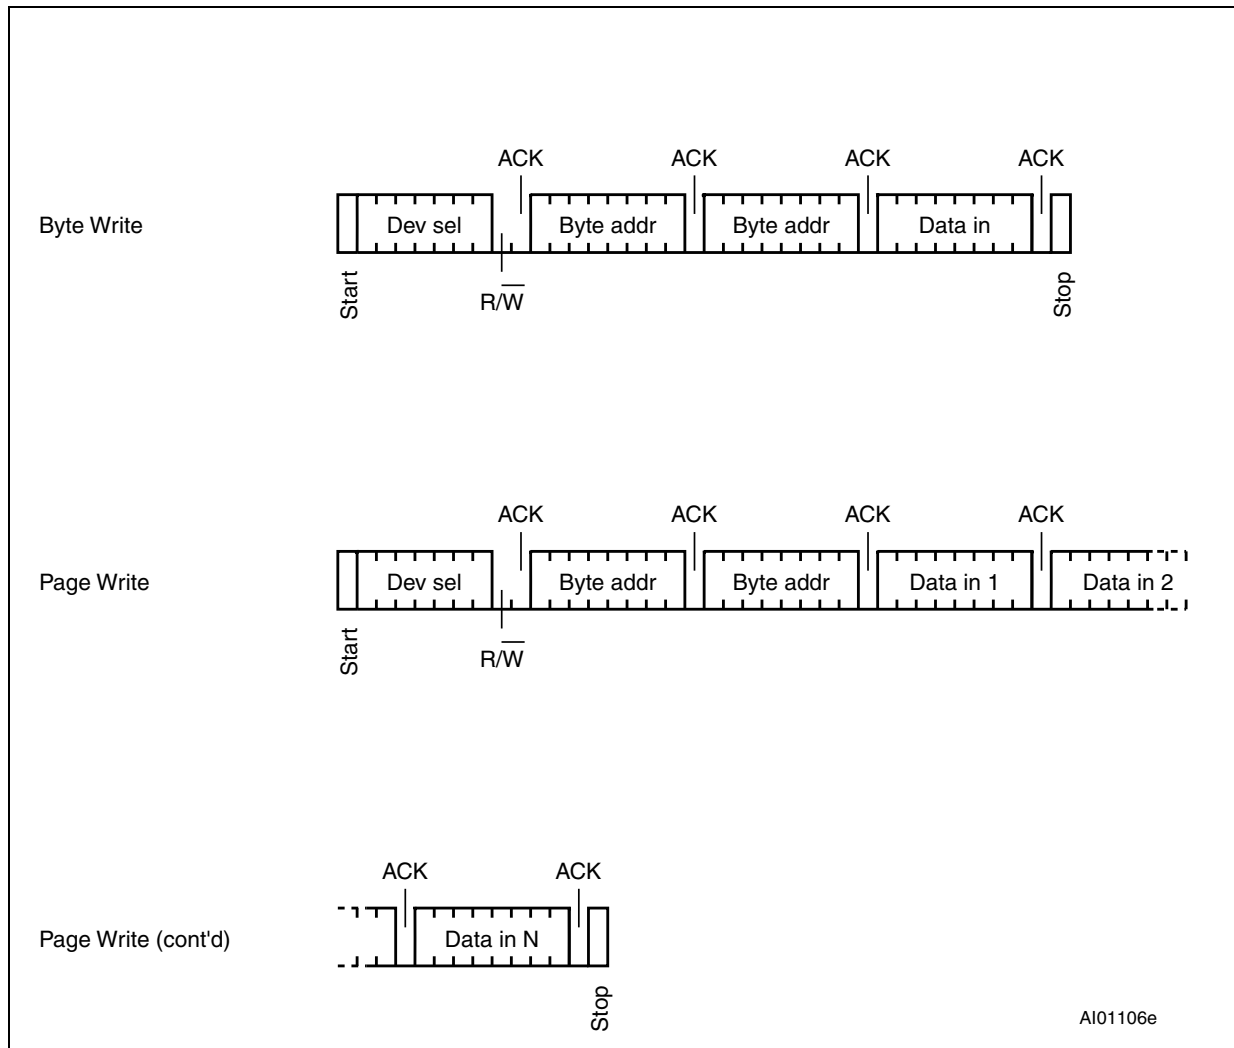 ACK ACK ACK ACK
Byte Write Dev sel Byte addr Byte addr Data in
Start R/W̅ Stop
ACK ACK ACK ACK
Page Write Dev sel Byte addr Byte addr Data in 1 Data in 2
Start R/W̅
ACK ACK
Page Write (cont'd) Data in N
Stop
AI01106e